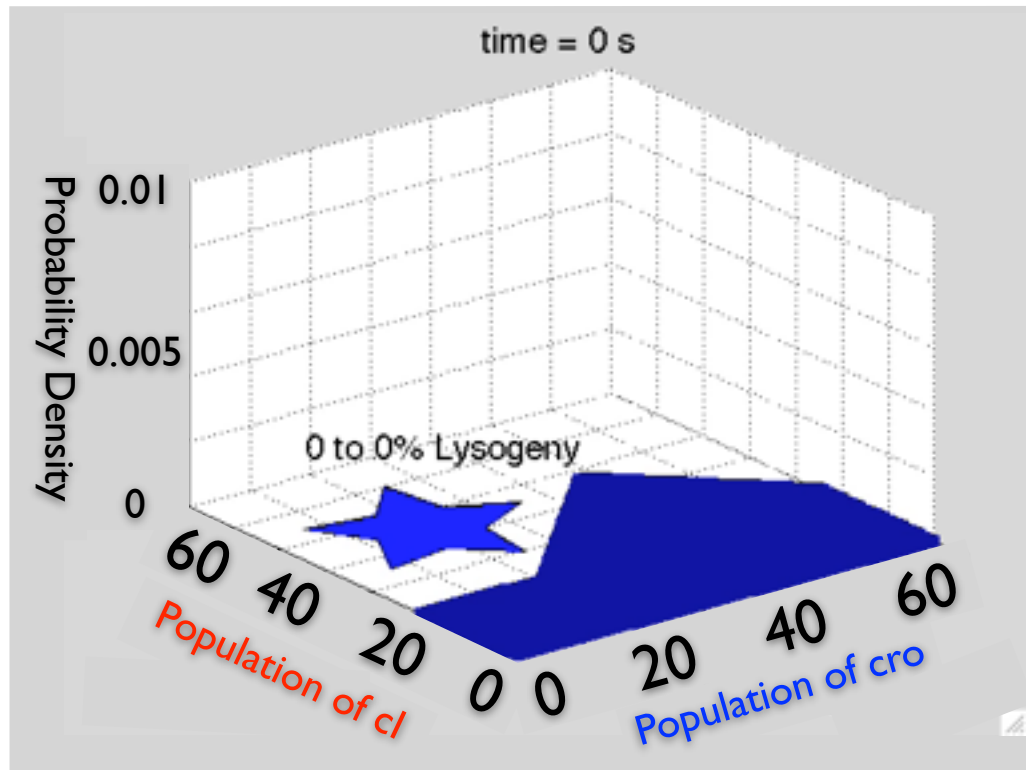 time = 0 s
Probability Density
0.01
0.005
0
0 to 0% Lysogeny
60
40
20
0
Population of cI
0
20
40
60
Population of cro